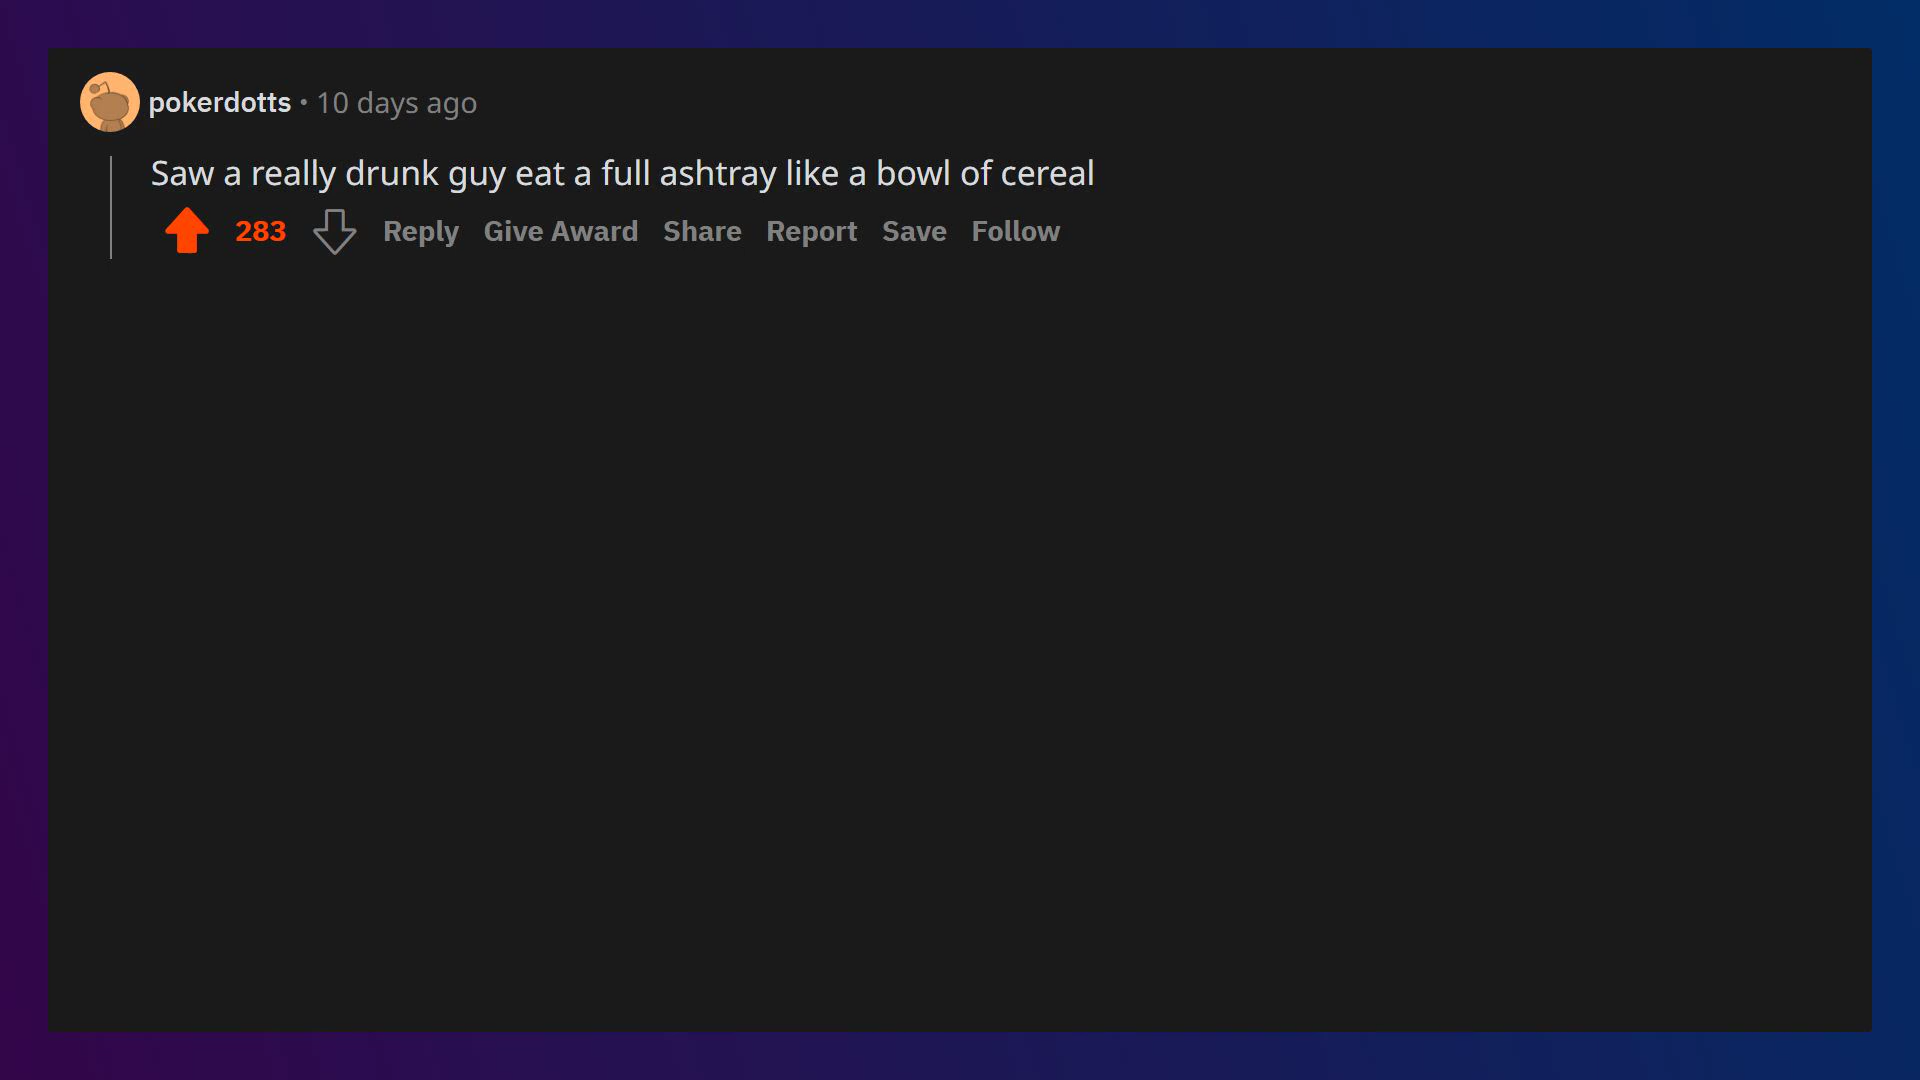 pokerdotts • 10 days ago
Saw a really drunk guy eat a full ashtray like a bowl of cereal
283 Reply Give Award Share Report Save Follow